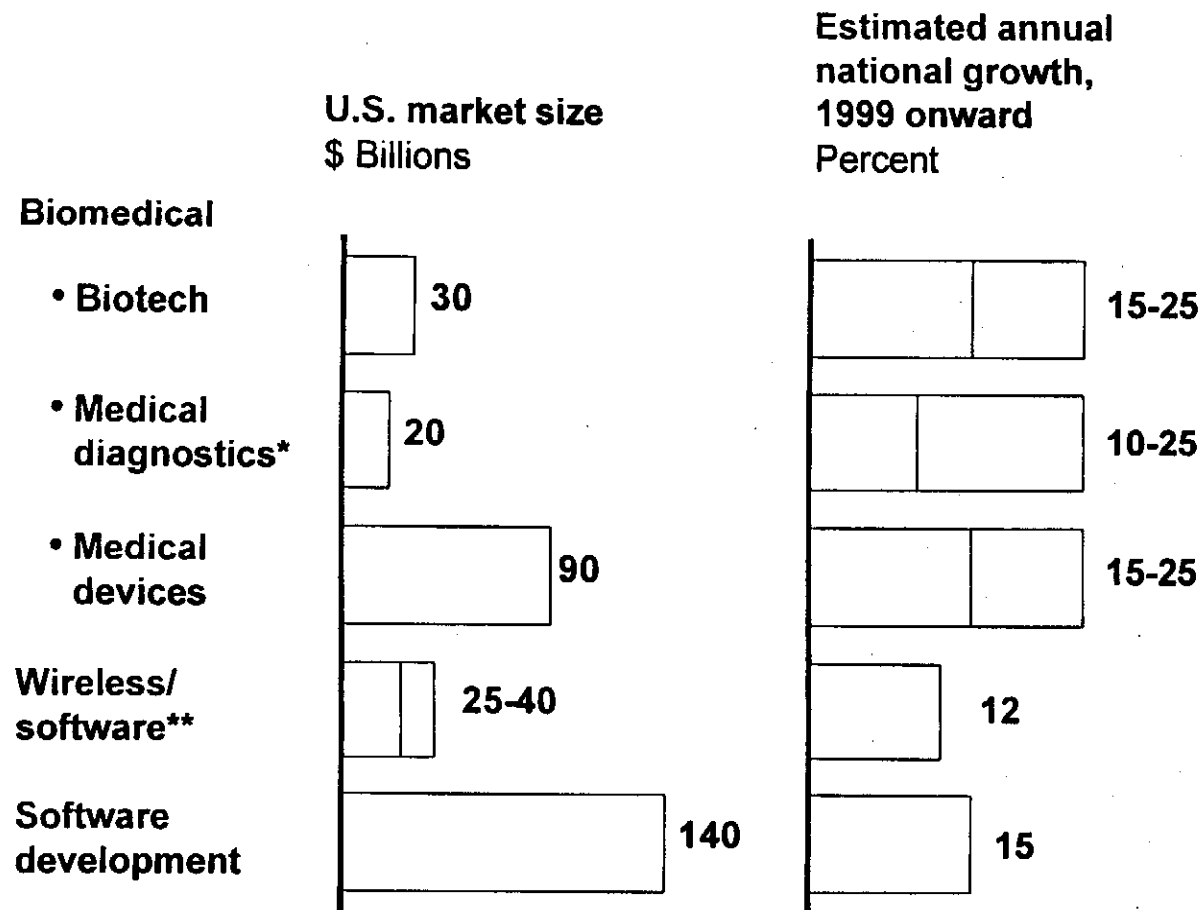 Estimated annual
national growth,
1999 onward
Percent
U.S. market size
$ Billions
Biomedical
• Biotech
30
15-25
• Medical
diagnostics*
20
10-25
• Medical
devices
90
15-25
Wireless/
software**
25-40
12
Software
development
140
15